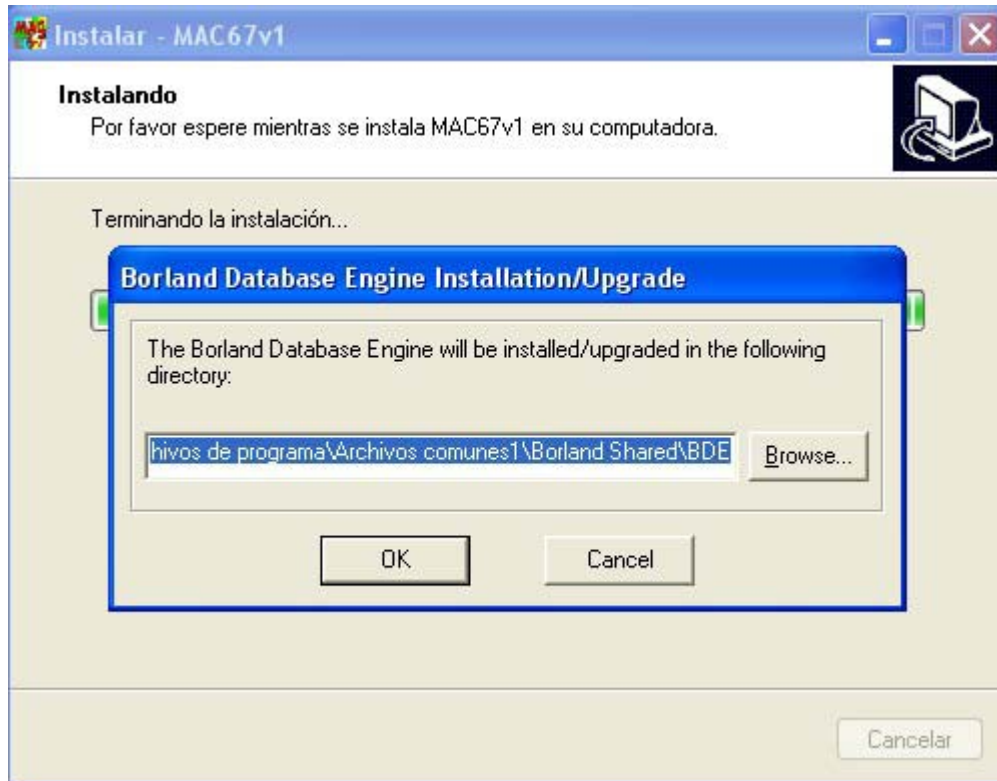 Instalar - MAC67v1
Instalando
Por favor espere mientras se instala MAC67v1 en su computadora.
Terminando la instalación...
Borland Database Engine Installation/Upgrade
The Borland Database Engine will be installed/upgraded in the following
directory:
hivos de programa\Archivos comunes1\Borland Shared\BDE
Browse...
OK
Cancel
Cancelar